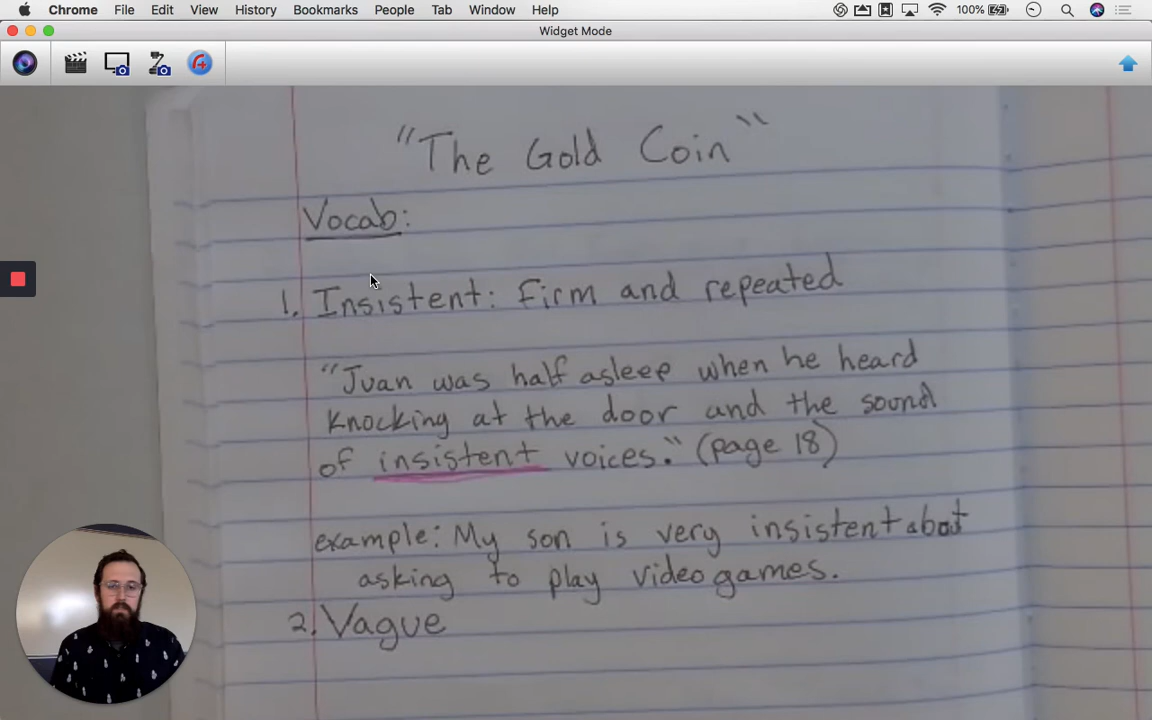 Chrome File Edit View History Bookmarks People Tab Window Help 100%
Widget Mode
"The Gold Coin"
Vocab:
1. Insistent: Firm and repeated
"Juan was half asleep when he heard
knocking at the door and the sound
of insistent voices." (page 18)
example: My son is very insistent about
asking to play video games.
2. Vague